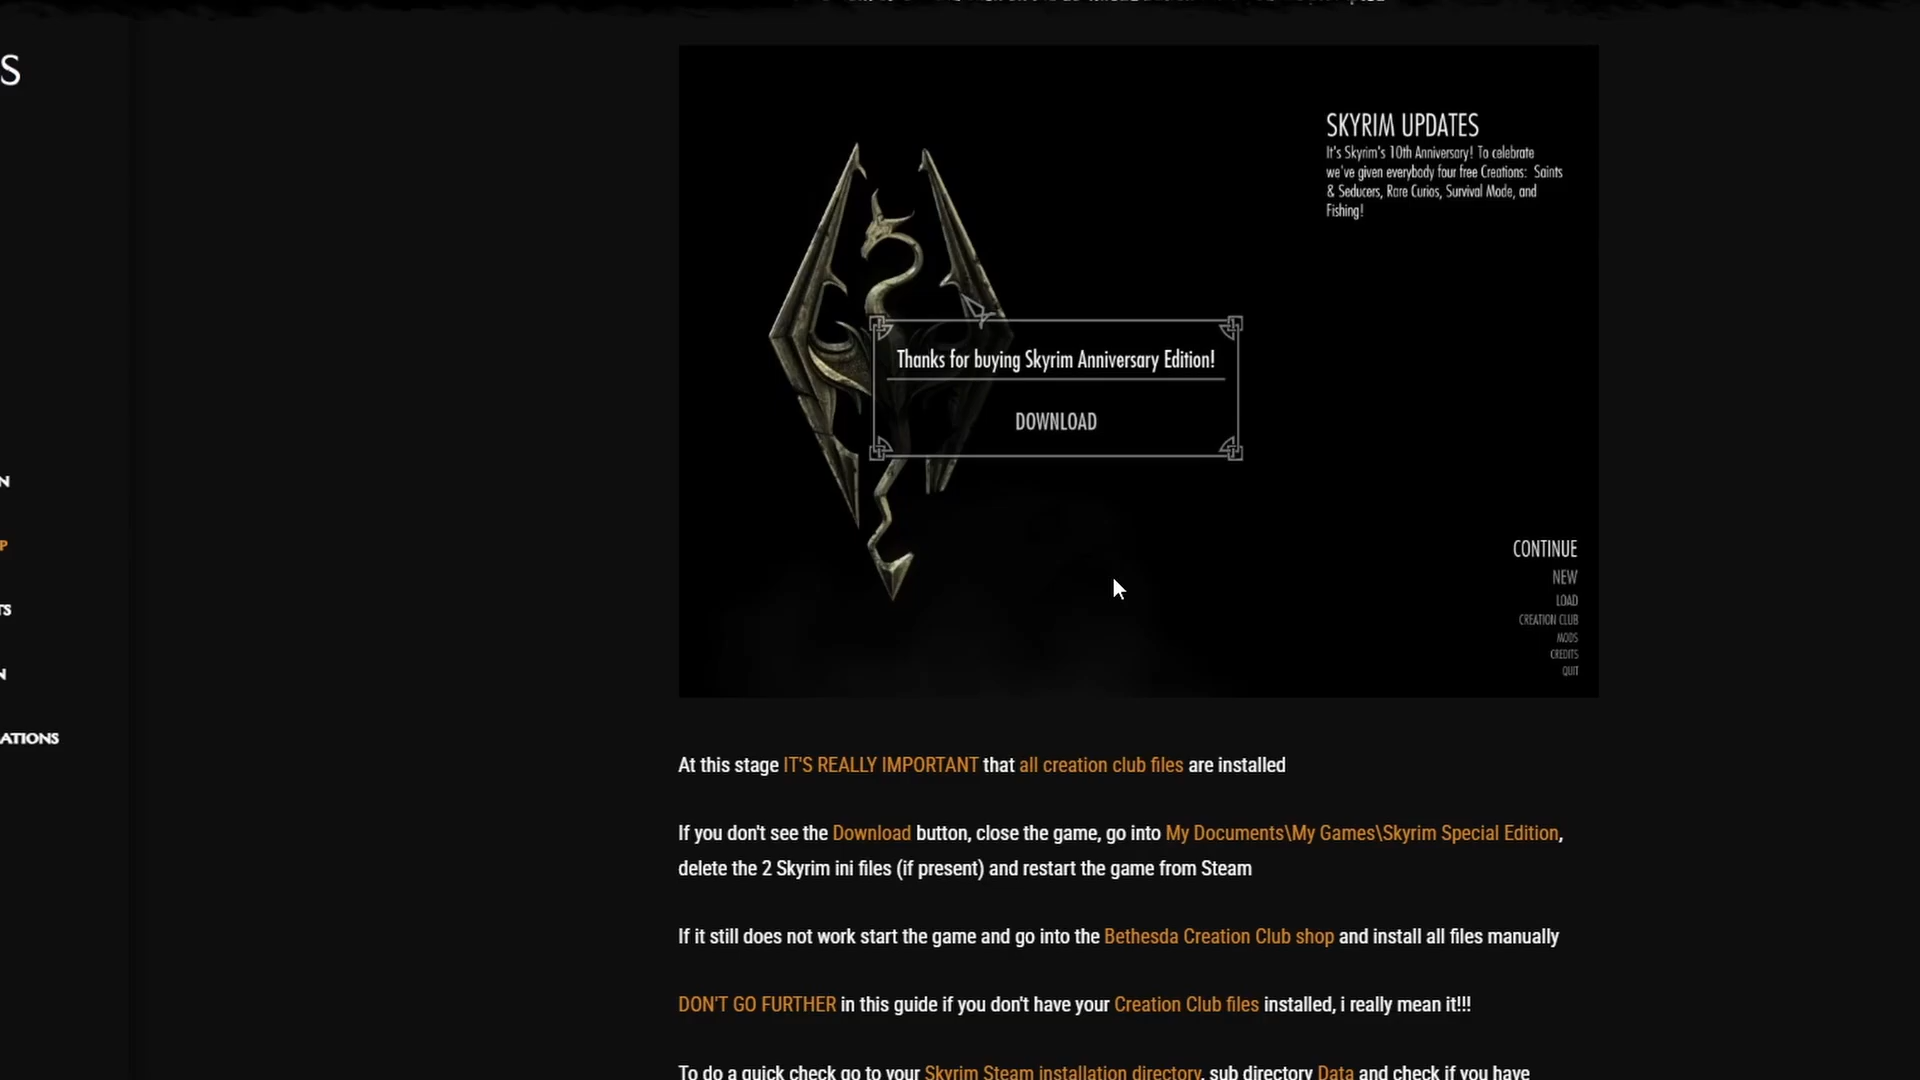 S
SKYRIM UPDATES
It's Skyrim's 10th Anniversary! To celebrate
we've given everybody four free Creations: Saints
& Seducers, Rare Curios, Survival Mode, and
Fishing!
Thanks for buying Skyrim Anniversary Edition!
DOWNLOAD
N
P
TS
N
ATIONS
CONTINUE
NEW
LOAD
CREATION CLUB
MODS
CREDITS
QUIT
At this stage IT'S REALLY IMPORTANT that all creation club files are installed
If you don't see the Download button, close the game, go into My Documents\My Games\Skyrim Special Edition,
delete the 2 Skyrim ini files (if present) and restart the game from Steam
If it still does not work start the game and go into the Bethesda Creation Club shop and install all files manually
DON'T GO FURTHER in this guide if you don't have your Creation Club files installed, i really mean it!!!
To do a quick check go to your Skyrim Steam installation directory, sub directory Data and check if you have